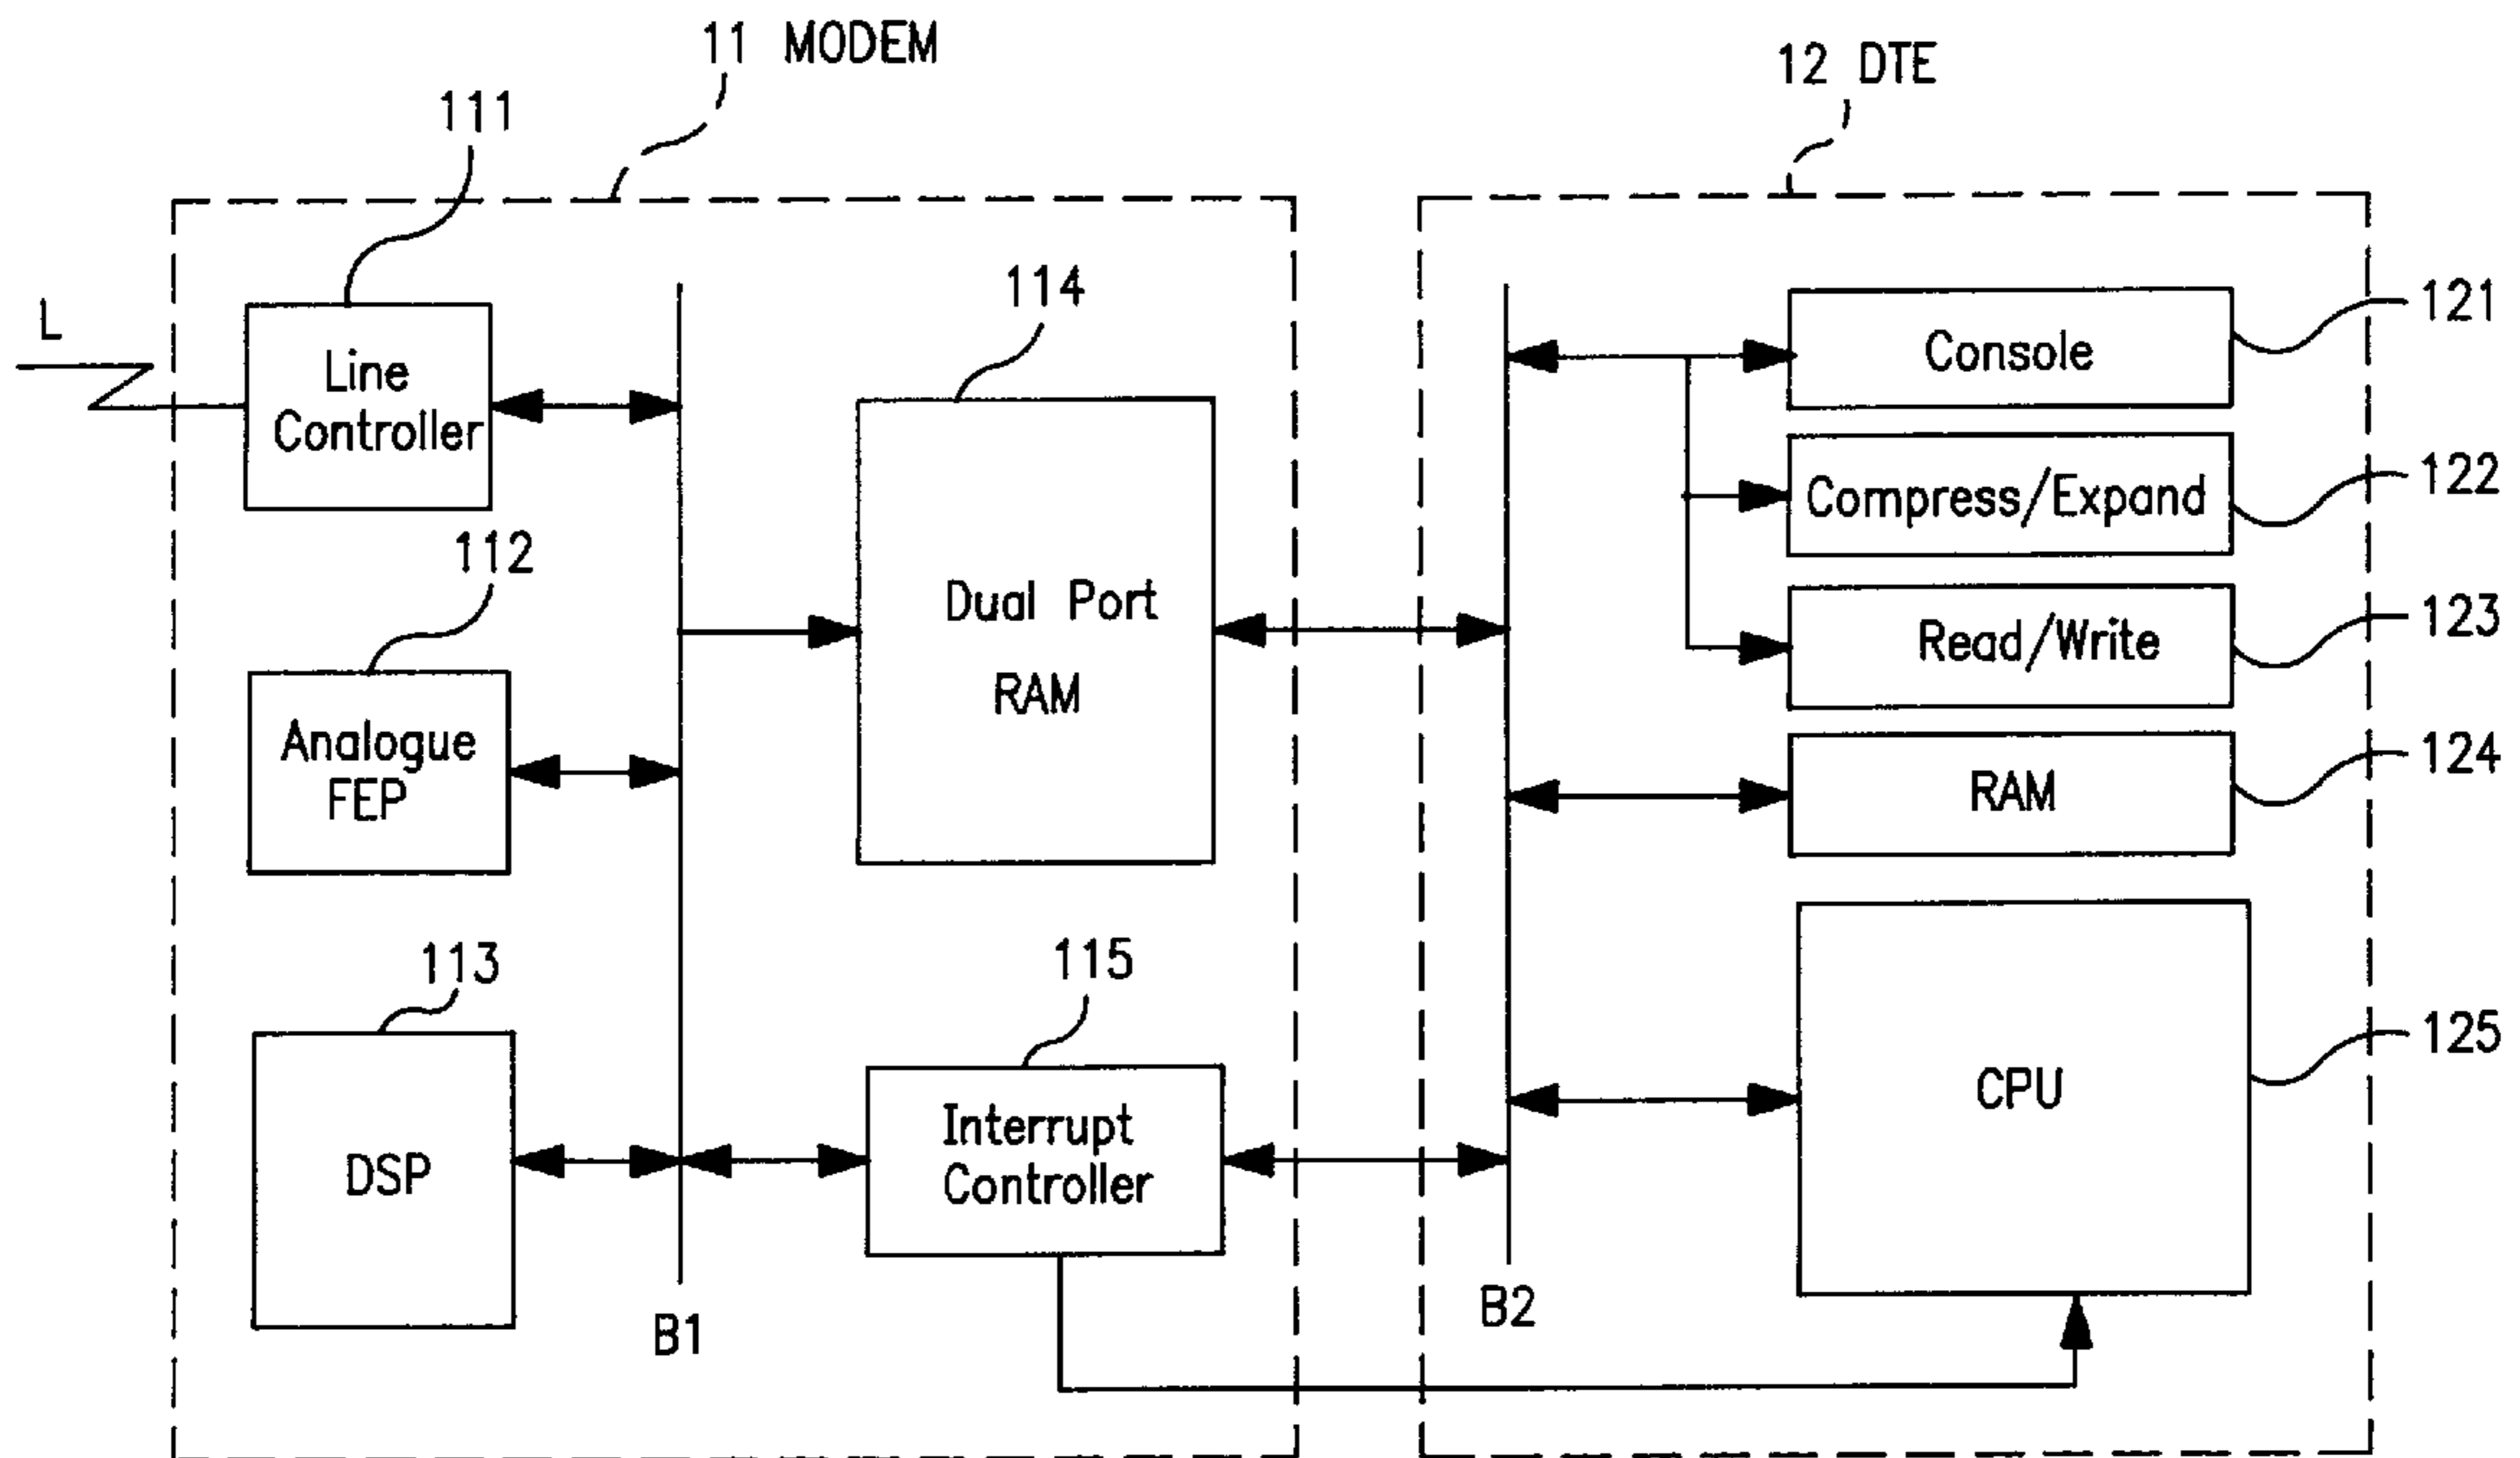 11 MODEM
12 DTE
111
L
Line
Controller
114
Dual Port
RAM
112
Analogue
FEP
113
DSP
115
Interrupt
Controller
B1
B2
Console
121
Compress/Expand
122
Read/Write
123
RAM
124
CPU
125